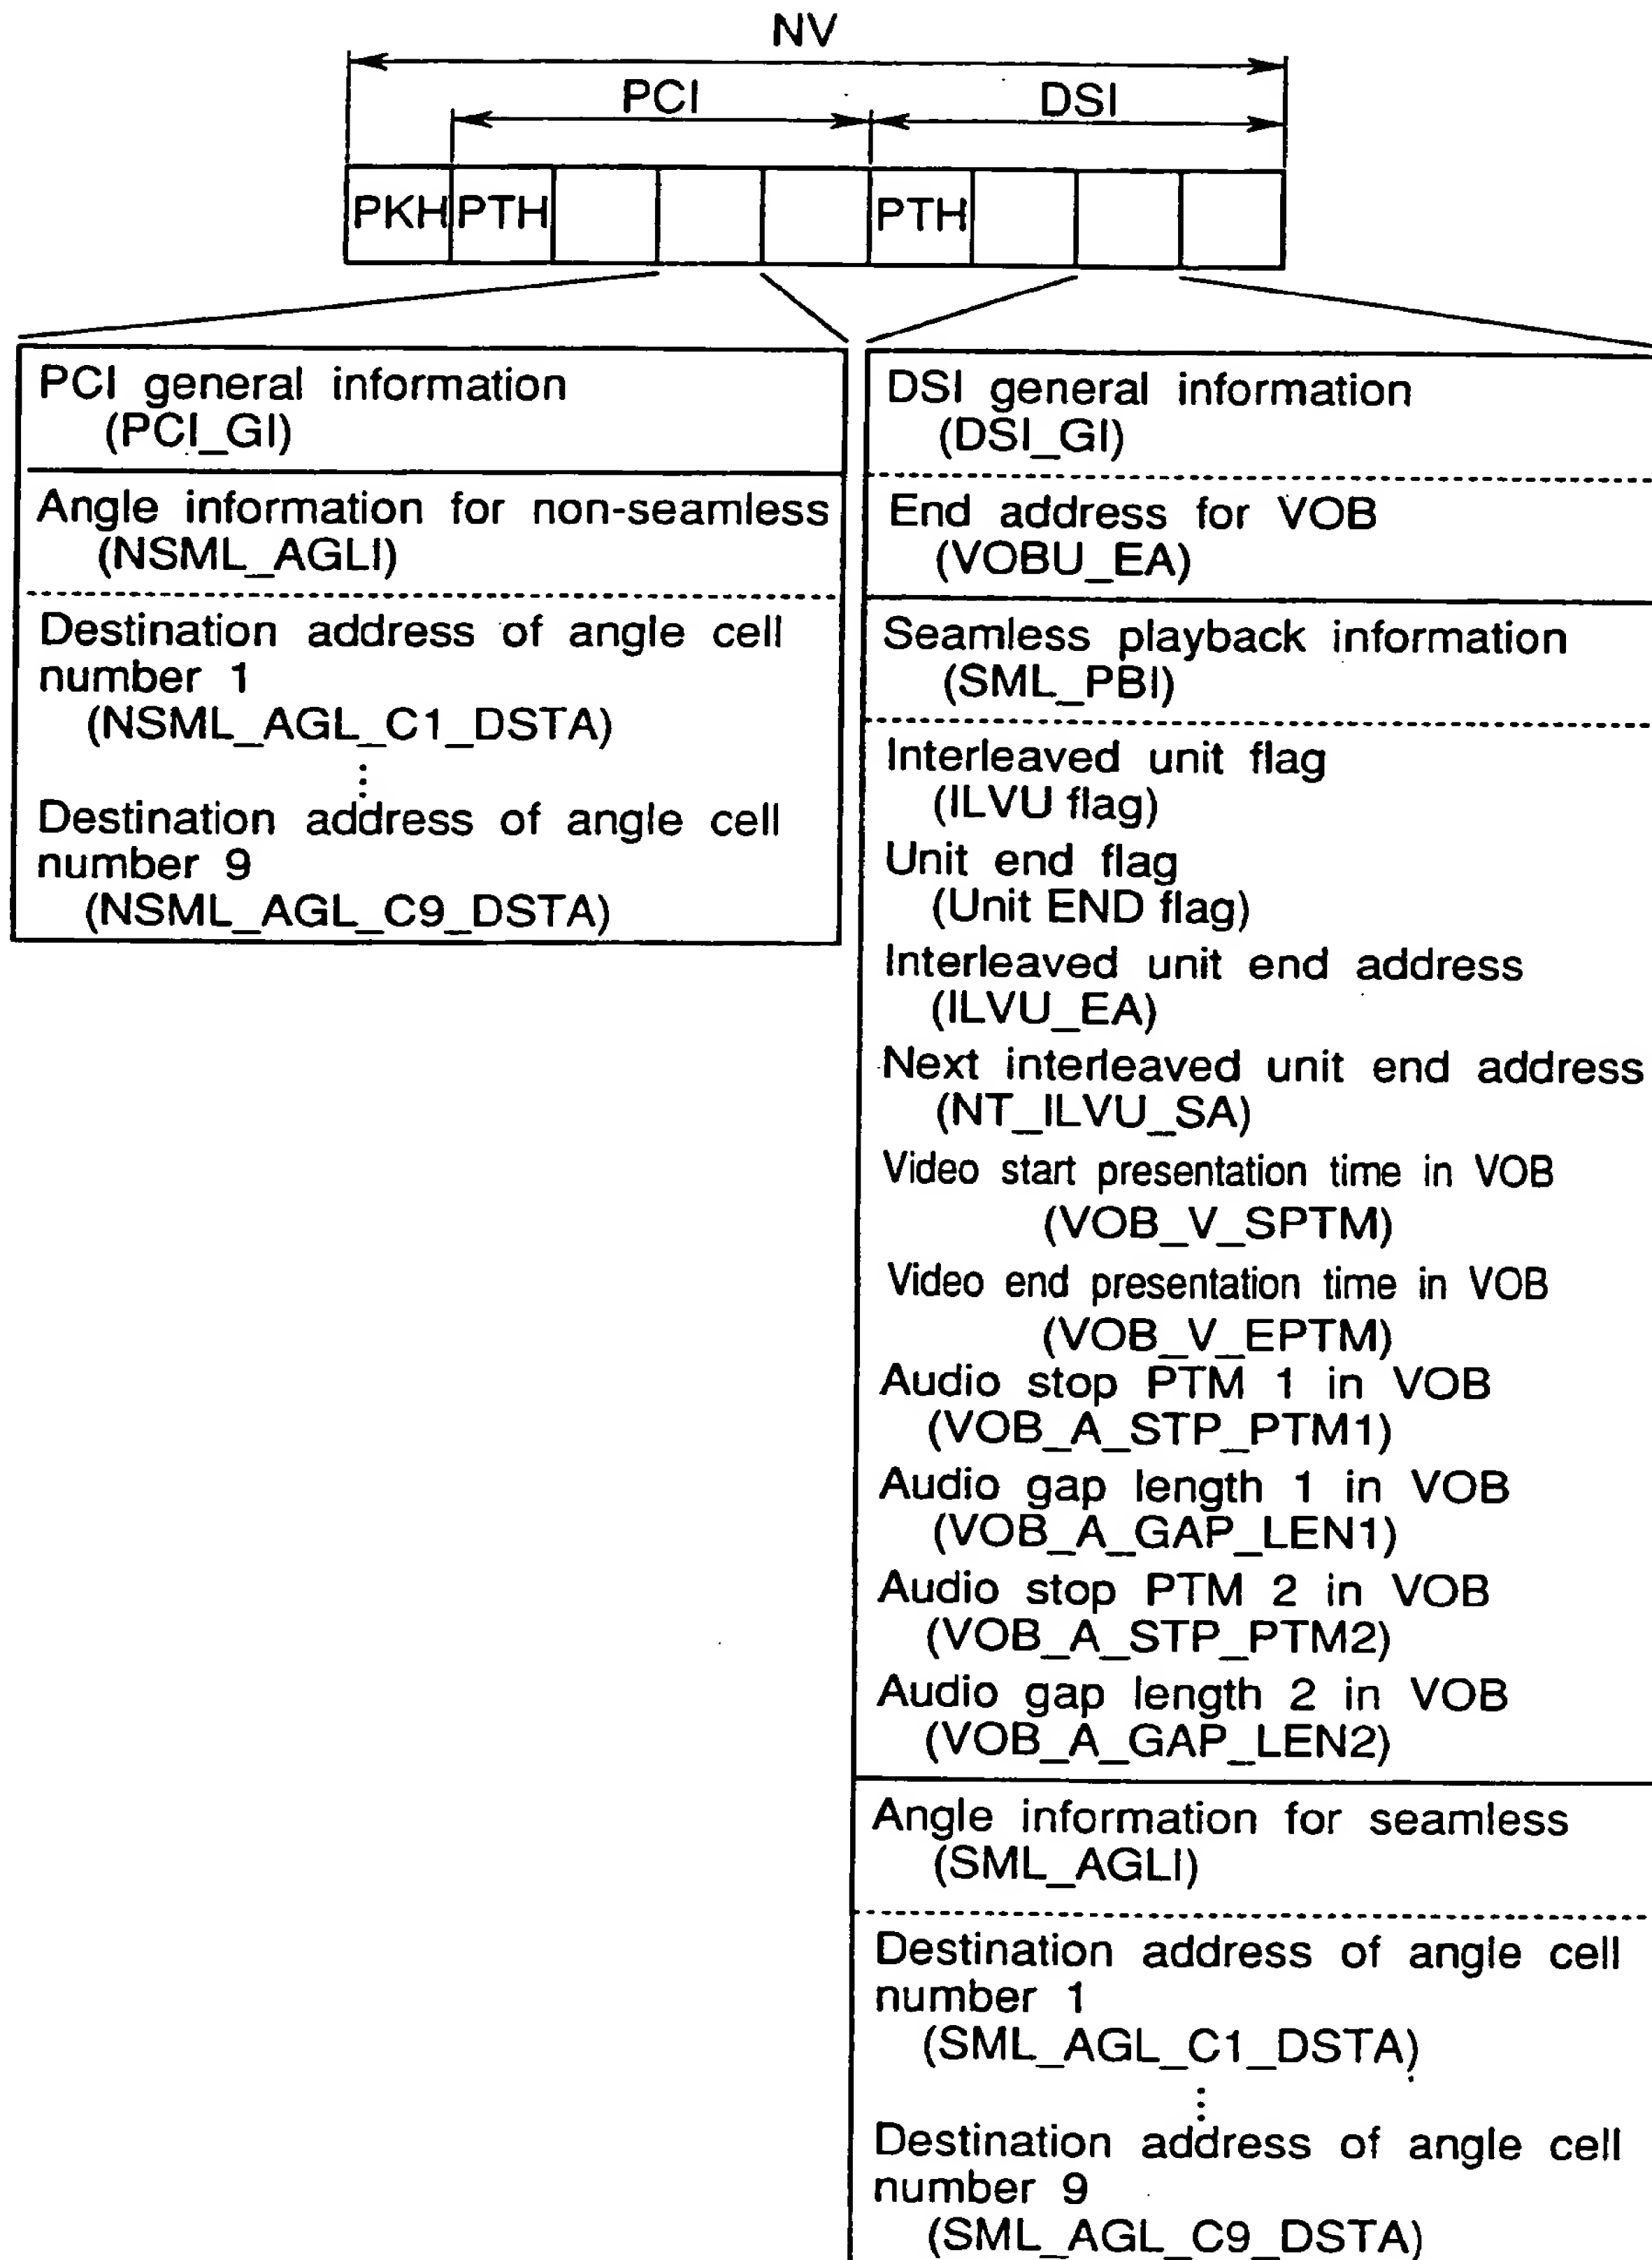 NV
PCI
DSI
PKH PTH PTH
PCI general information
(PCI_GI)
Angle information for non-seamless
(NSML_AGLI)
Destination address of angle cell
number 1
(NSML_AGL_C1_DSTA)
Destination address of angle cell
number 9
(NSML_AGL_C9_DSTA)
DSI general information
(DSI_GI)
End address for VOB
(VOBU_EA)
Seamless playback information
(SML_PBI)
Interleaved unit flag
(ILVU flag)
Unit end flag
(Unit END flag)
Interleaved unit end address
(ILVU_EA)
Next interleaved unit end address
(NT_ILVU_SA)
Video start presentation time in VOB
(VOB_V_SPTM)
Video end presentation time in VOB
(VOB_V_EPTM)
Audio stop PTM 1 in VOB
(VOB_A_STP_PTM1)
Audio gap length 1 in VOB
(VOB_A_GAP_LEN1)
Audio stop PTM 2 in VOB
(VOB_A_STP_PTM2)
Audio gap length 2 in VOB
(VOB_A_GAP_LEN2)
Angle information for seamless
(SML_AGLI)
Destination address of angle cell
number 1
(SML_AGL_C1_DSTA)
Destination address of angle cell
number 9
(SML_AGL_C9_DSTA)